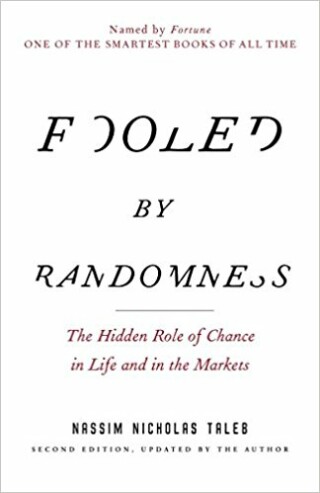 Named by Fortune
ONE OF THE SMARTEST BOOKS OF ALL TIME
FOOLED
BY
RANDOMNESS
The Hidden Role of Chance
in Life and in the Markets
NASSIM NICHOLAS TALEB
SECOND EDITION, UPDATED BY THE AUTHOR